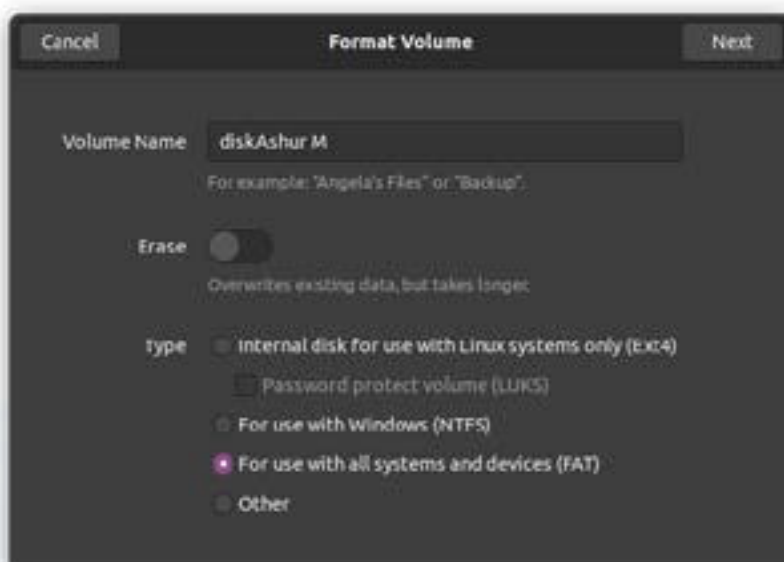 Cancel Format Volume Next
Volume Name diskAshur M
For example: "Angela's Files" or "Backup".
Erase
Overwrites existing data, but takes longer.
Type Internal disk for use with Linux systems only (Ext4)
Password protect volume (LUKS)
For use with Windows (NTFS)
For use with all systems and devices (FAT)
Other